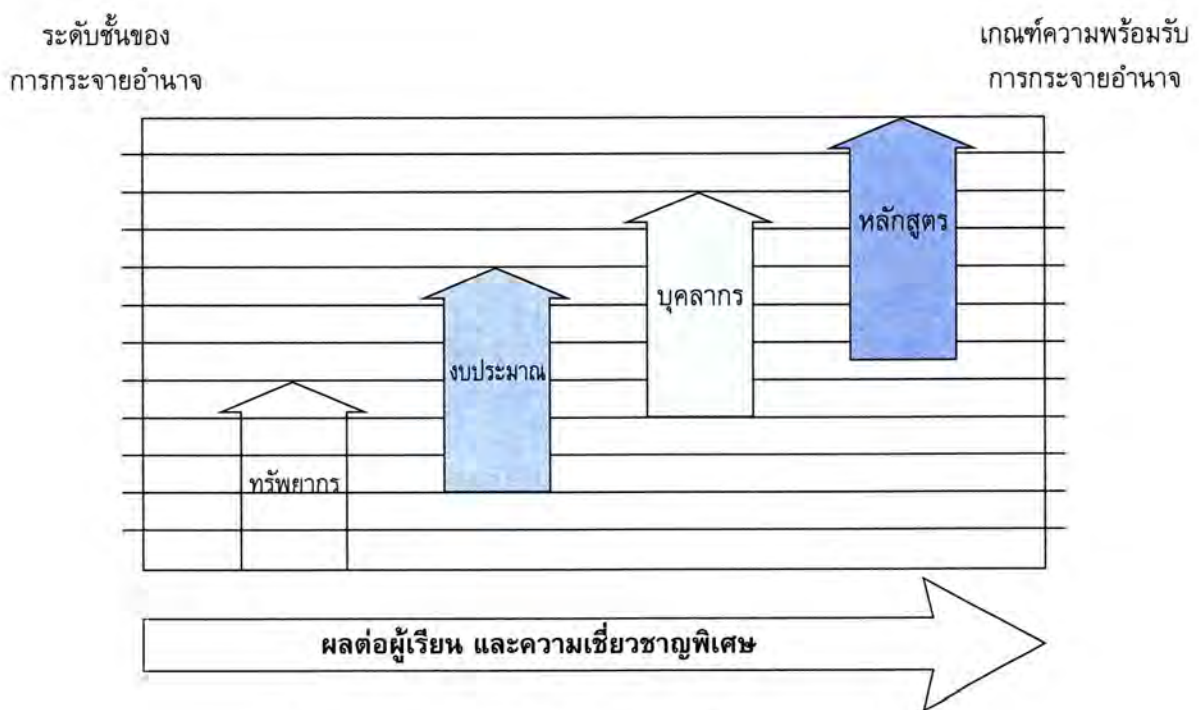 ระดับชั้นของ
การกระจายอำนาจ
เกณฑ์ความพร้อมรับ
การกระจายอำนาจ
หลักสูตร
บุคลากร
งบประมาณ
ทรัพยากร
ผลต่อผู้เรียน และความเชี่ยวชาญพิเศษ